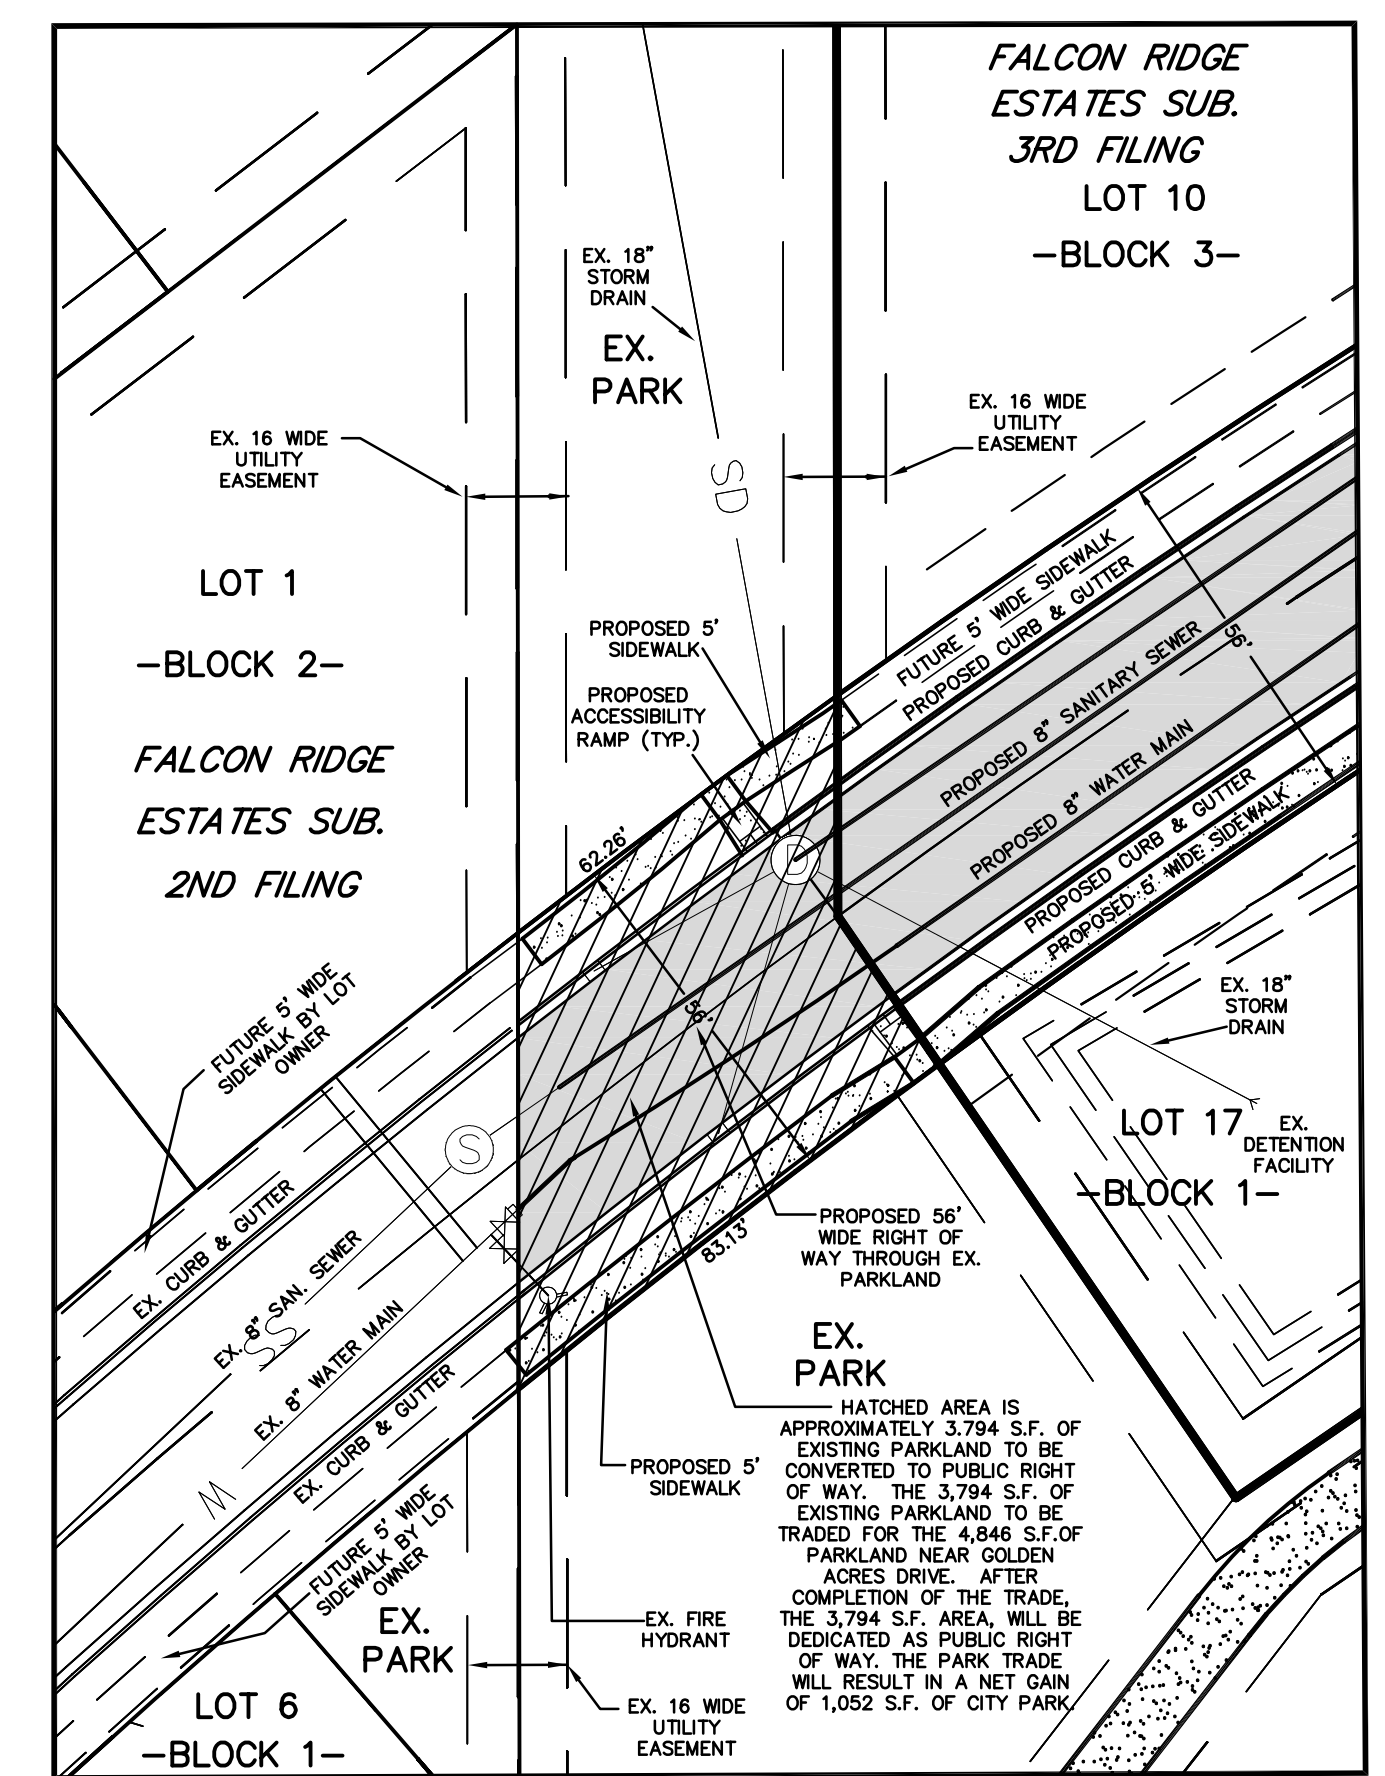 FALCON RIDGE
ESTATES SUB.
3RD FILING
LOT 10
-BLOCK 3-
EX. 18"
STORM
DRAIN
EX.
PARK
EX. 16 WIDE
UTILITY
EASEMENT
EX. 16 WIDE
UTILITY
EASEMENT
SD
LOT 1
-BLOCK 2-
FALCON RIDGE
ESTATES SUB.
2ND FILING
PROPOSED 5'
SIDEWALK
PROPOSED
ACCESSIBILITY
RAMP (TYP.)
FUTURE 5' WIDE SIDEWALK
PROPOSED CURB & GUTTER
56'
PROPOSED 8" SANITARY SEWER
PROPOSED 8" WATER MAIN
PROPOSED CURB & GUTTER
PROPOSED 5' WIDE SIDEWALK
62.26'
D
56'
FUTURE 5' WIDE
SIDEWALK BY LOT
OWNER
EX. 18"
STORM
DRAIN
LOT 17
-BLOCK 1-
EX.
DETENTION
FACILITY
S
EX. CURB & GUTTER
EX. 8" SAN. SEWER
SS
EX. 8" WATER MAIN
W
EX. CURB & GUTTER
83.13'
PROPOSED 56'
WIDE RIGHT OF
WAY THROUGH EX.
PARKLAND
EX.
PARK
HATCHED AREA IS
APPROXIMATELY 3.794 S.F. OF
EXISTING PARKLAND TO BE
CONVERTED TO PUBLIC RIGHT
OF WAY.  THE 3,794 S.F. OF
EXISTING PARKLAND TO BE
TRADED FOR THE 4,846 S.F.OF
PARKLAND NEAR GOLDEN
ACRES DRIVE.  AFTER
COMPLETION OF THE TRADE,
THE 3,794 S.F. AREA, WILL BE
DEDICATED AS PUBLIC RIGHT
OF WAY. THE PARK TRADE
WILL RESULT IN A NET GAIN
OF 1,052 S.F. OF CITY PARK.
PROPOSED 5'
SIDEWALK
FUTURE 5' WIDE
SIDEWALK BY LOT
OWNER
EX. FIRE
HYDRANT
EX.
PARK
EX. 16 WIDE
UTILITY
EASEMENT
LOT 6
-BLOCK 1-